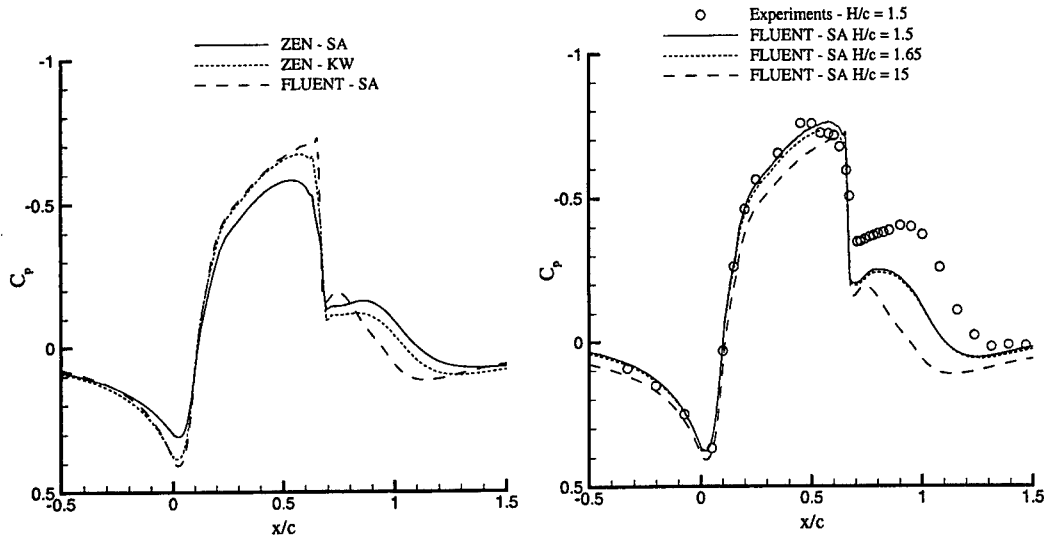 ZEN - SA
ZEN - KW
FLUENT - SA
-1
-0.5
0
0.5
Cp
-0.5
0
0.5
1
1.5
x/c
Experiments - H/c = 1.5
FLUENT - SA H/c = 1.5
FLUENT - SA H/c = 1.65
FLUENT - SA H/c = 15
-1
-0.5
0
0.5
Cp
-0.5
0
0.5
1
1.5
x/c